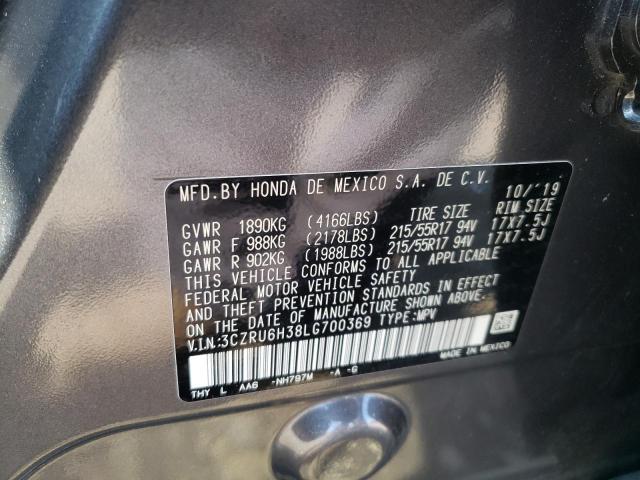 MFD.BY HONDA DE MEXICO S.A. DE C.V. 10/'19
GVWR 1890KG (4166LBS) TIRE SIZE RIM SIZE
GAWR F 988KG (2178LBS) 215/55R17 94V 17X7.5J
GAWR R 902KG (1988LBS) 215/55R17 94V 17X7.5J
THIS VEHICLE CONFORMS TO ALL APPLICABLE
FEDERAL MOTOR VEHICLE SAFETY
AND THEFT PREVENTION STANDARDS IN EFFECT
ON THE DATE OF MANUFACTURE SHOWN ABOVE.
V.I.N.:3CZRU6H38LG700369 TYPE:MPV
THY L AA6 -NH797M -A -G
MADE IN MEXICO